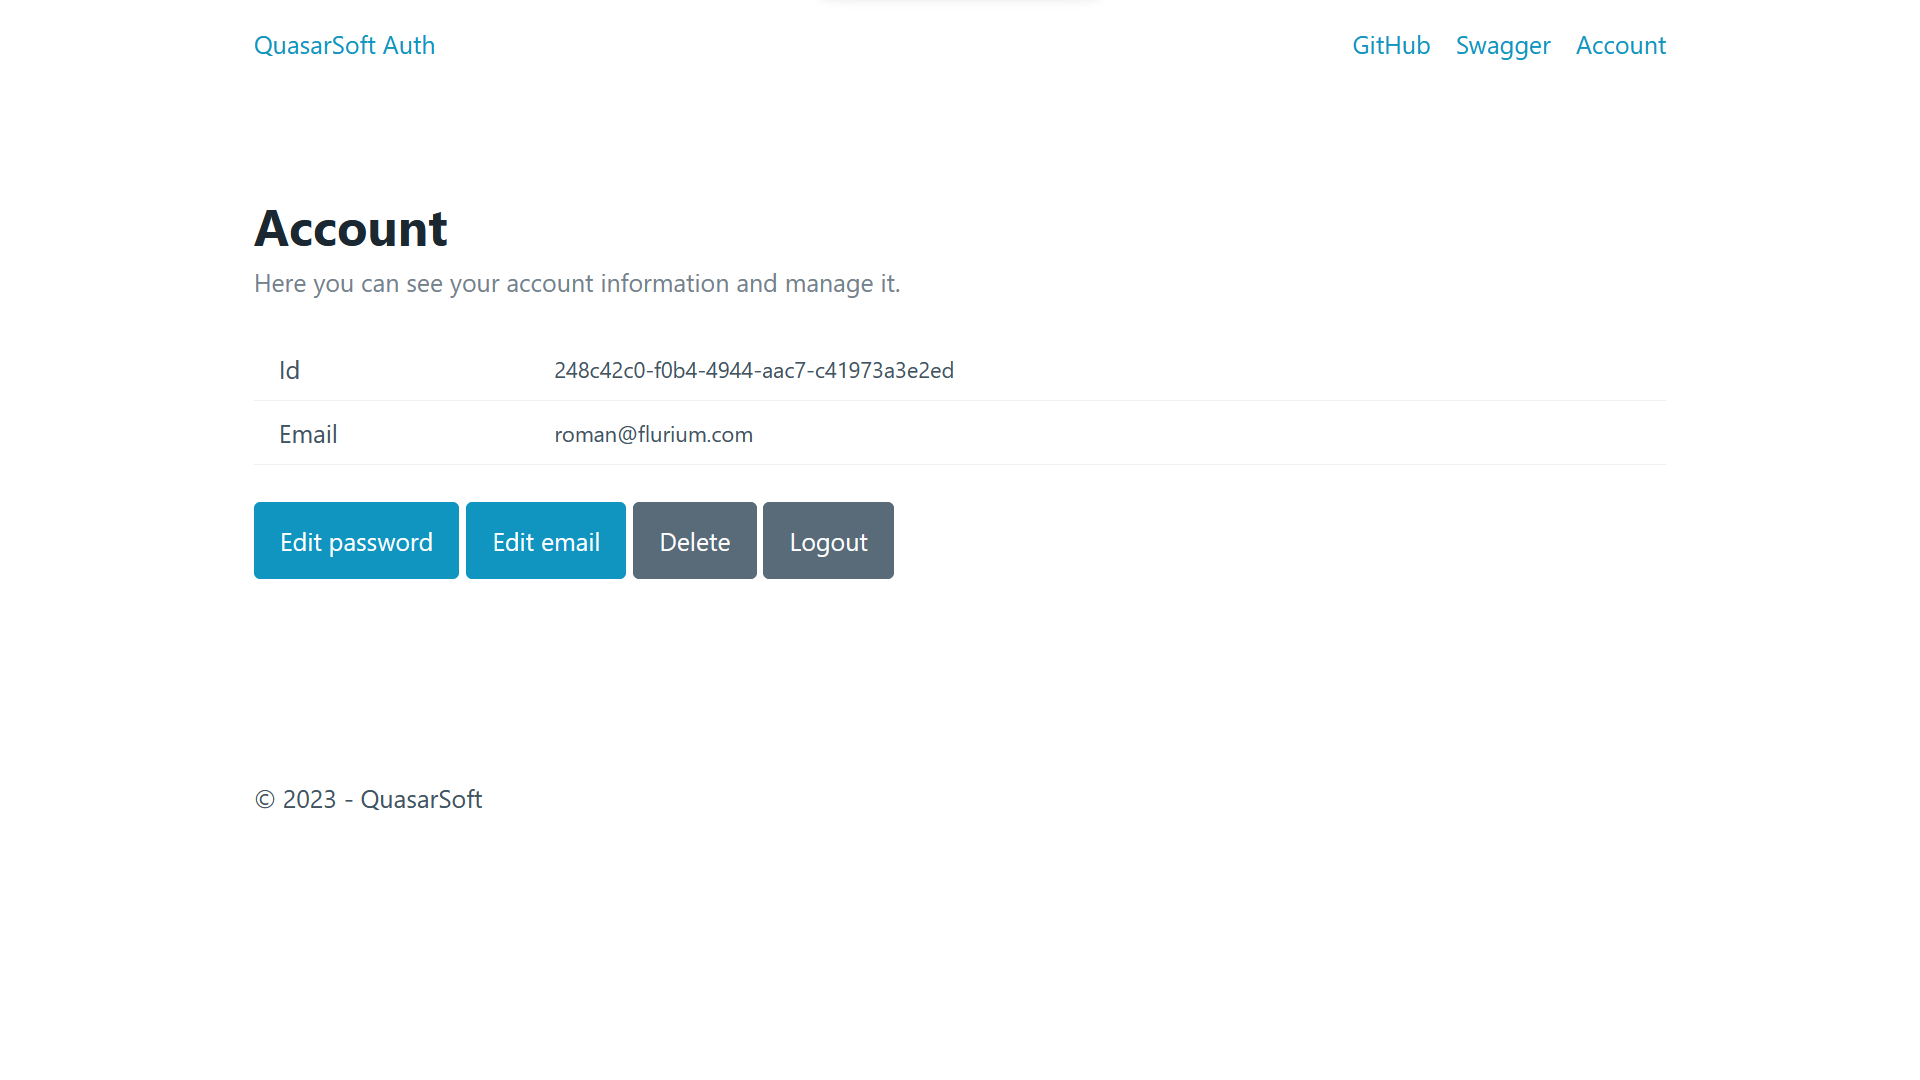 QuasarSoft Auth GitHub Swagger Account
Account
Here you can see your account information and manage it.
Id 248c42c0-f0b4-4944-aac7-c41973a3e2ed
Email roman@flurium.com
Edit password Edit email Delete Logout
© 2023 - QuasarSoft